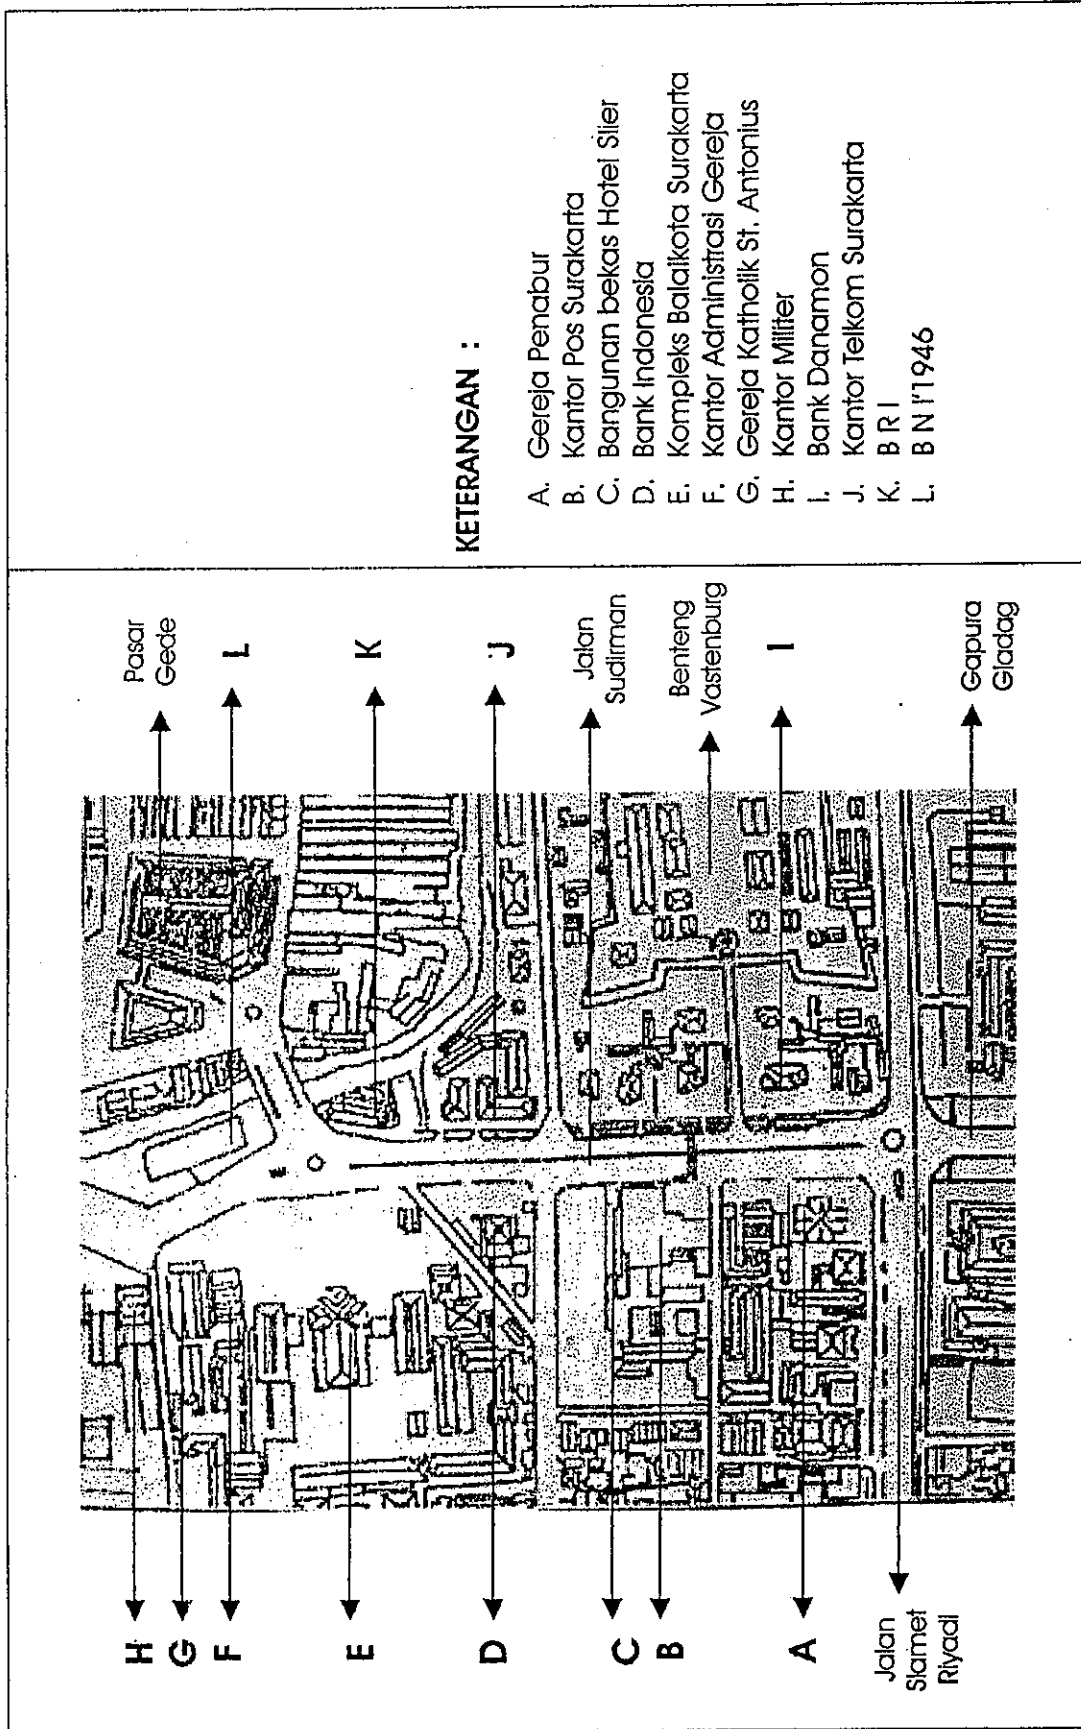 H
G
F
E
D
C
B
A
Jalan
Slamet
Riyadi
Pasar
Gede
L
K
J
Jalan
Sudirman
Benteng
Vastenburg
I
Gapura
Gladag
KETERANGAN :
A. Gereja Penabur
B. Kantor Pos Surakarta
C. Bangunan bekas Hotel Slier
D. Bank Indonesia
E. Kompleks Balaikota Surakarta
F. Kantor Administrasi Gereja
G. Gereja Katholik St. Antonius
H. Kantor Militer
I. Bank Danamon
J. Kantor Telkom Surakarta
K. B R I
L. B N I'1946